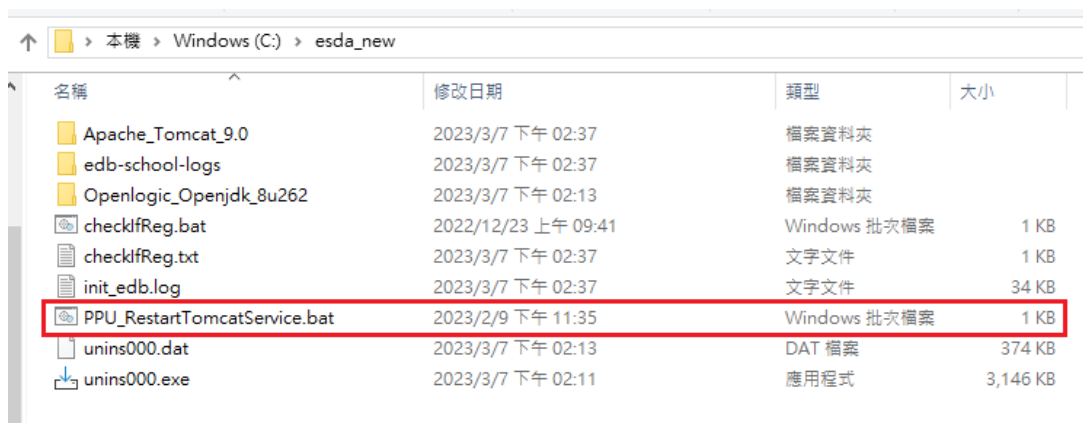 本機 > Windows (C:) > esda_new
名稱 修改日期 類型 大小
Apache_Tomcat_9.0 2023/3/7 下午 02:37 檔案資料夾
edb-school-logs 2023/3/7 下午 02:37 檔案資料夾
Openlogic_Openjdk_8u262 2023/3/7 下午 02:13 檔案資料夾
checkIfReg.bat 2022/12/23 上午 09:41 Windows 批次檔案 1 KB
checkIfReg.txt 2023/3/7 下午 02:37 文字文件 1 KB
init_edb.log 2023/3/7 下午 02:37 文字文件 34 KB
PPU_RestartTomcatService.bat 2023/2/9 下午 11:35 Windows 批次檔案 1 KB
unins000.dat 2023/3/7 下午 02:13 DAT 檔案 374 KB
unins000.exe 2023/3/7 下午 02:11 應用程式 3,146 KB